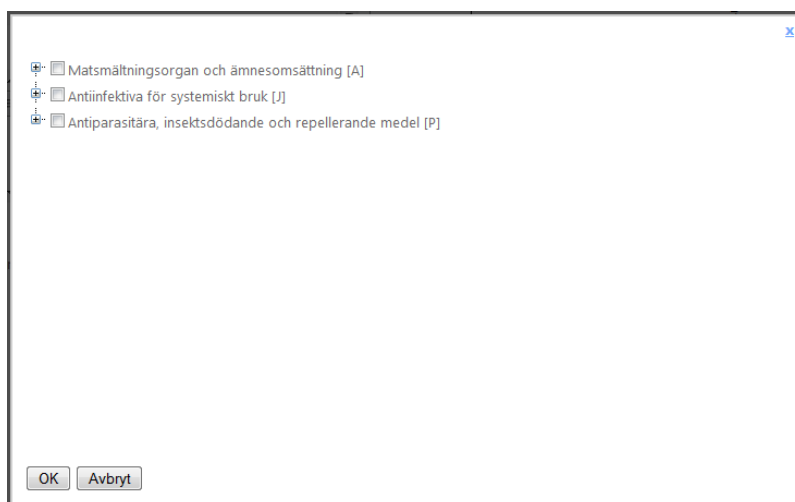 x
Matsmältningsorgan och ämnesomsättning [A]
Antiinfektiva för systemiskt bruk [J]
Antiparasitära, insektsdödande och repellerande medel [P]
OK Avbryt